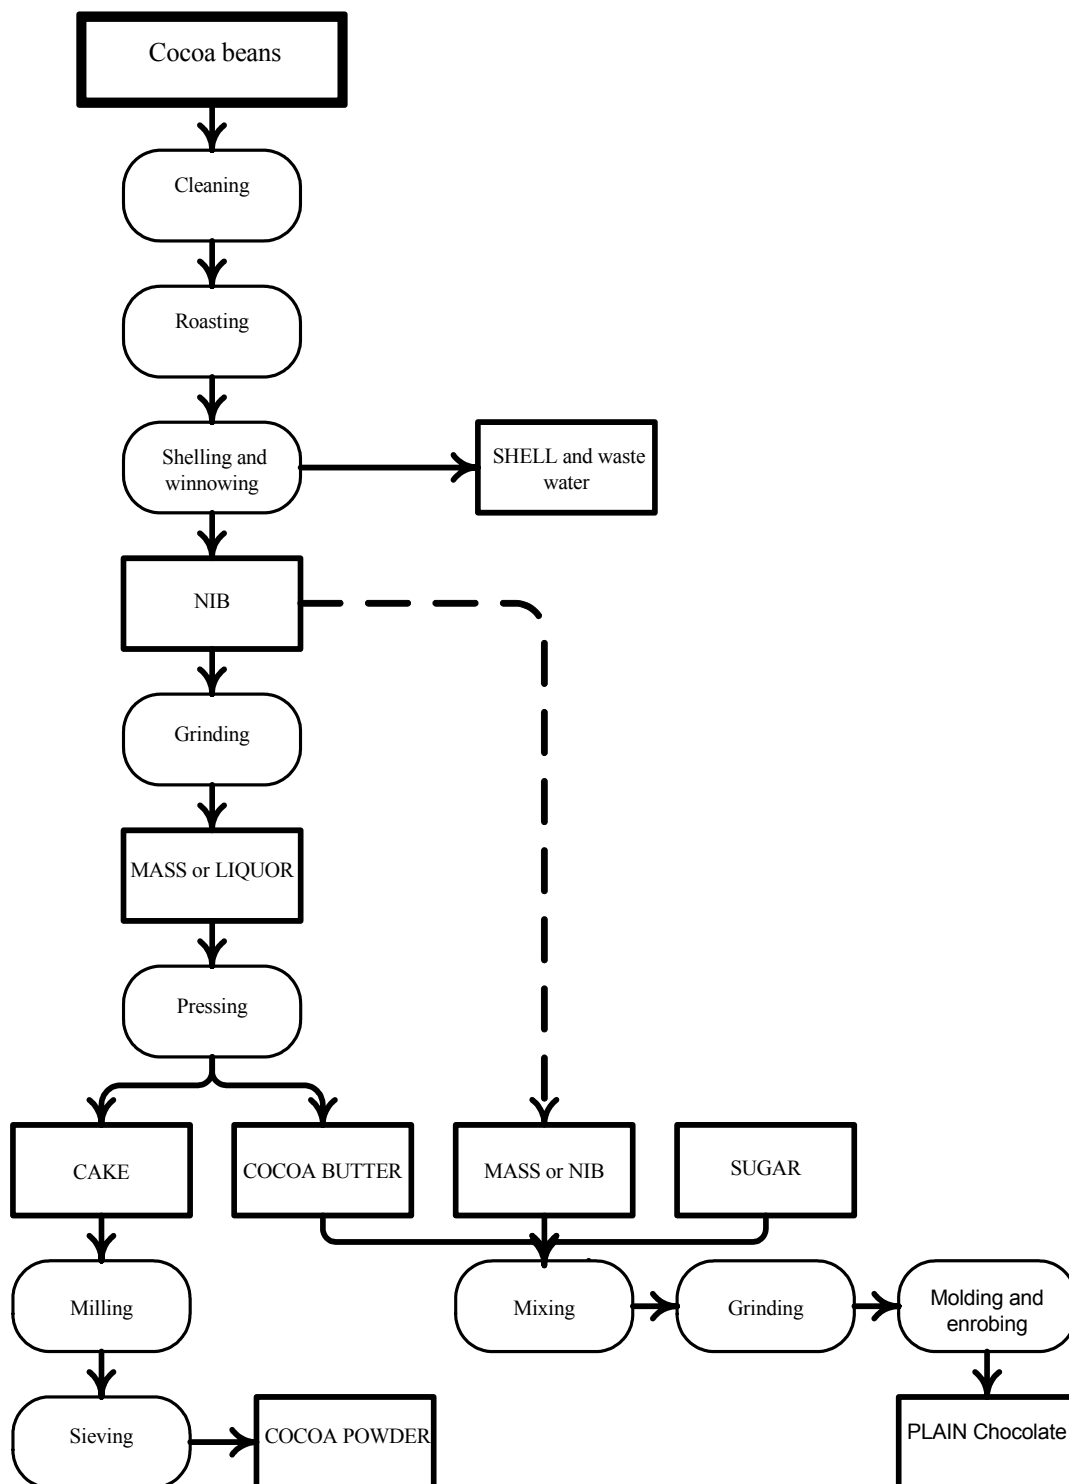 Cocoa beans
Cleaning
Roasting
Shelling and
winnowing
SHELL and waste
water
NIB
Grinding
MASS or LIQUOR
Pressing
CAKE
COCOA BUTTER
MASS or NIB
SUGAR
Milling
Mixing
Grinding
Molding and
enrobing
Sieving
COCOA POWDER
PLAIN Chocolate